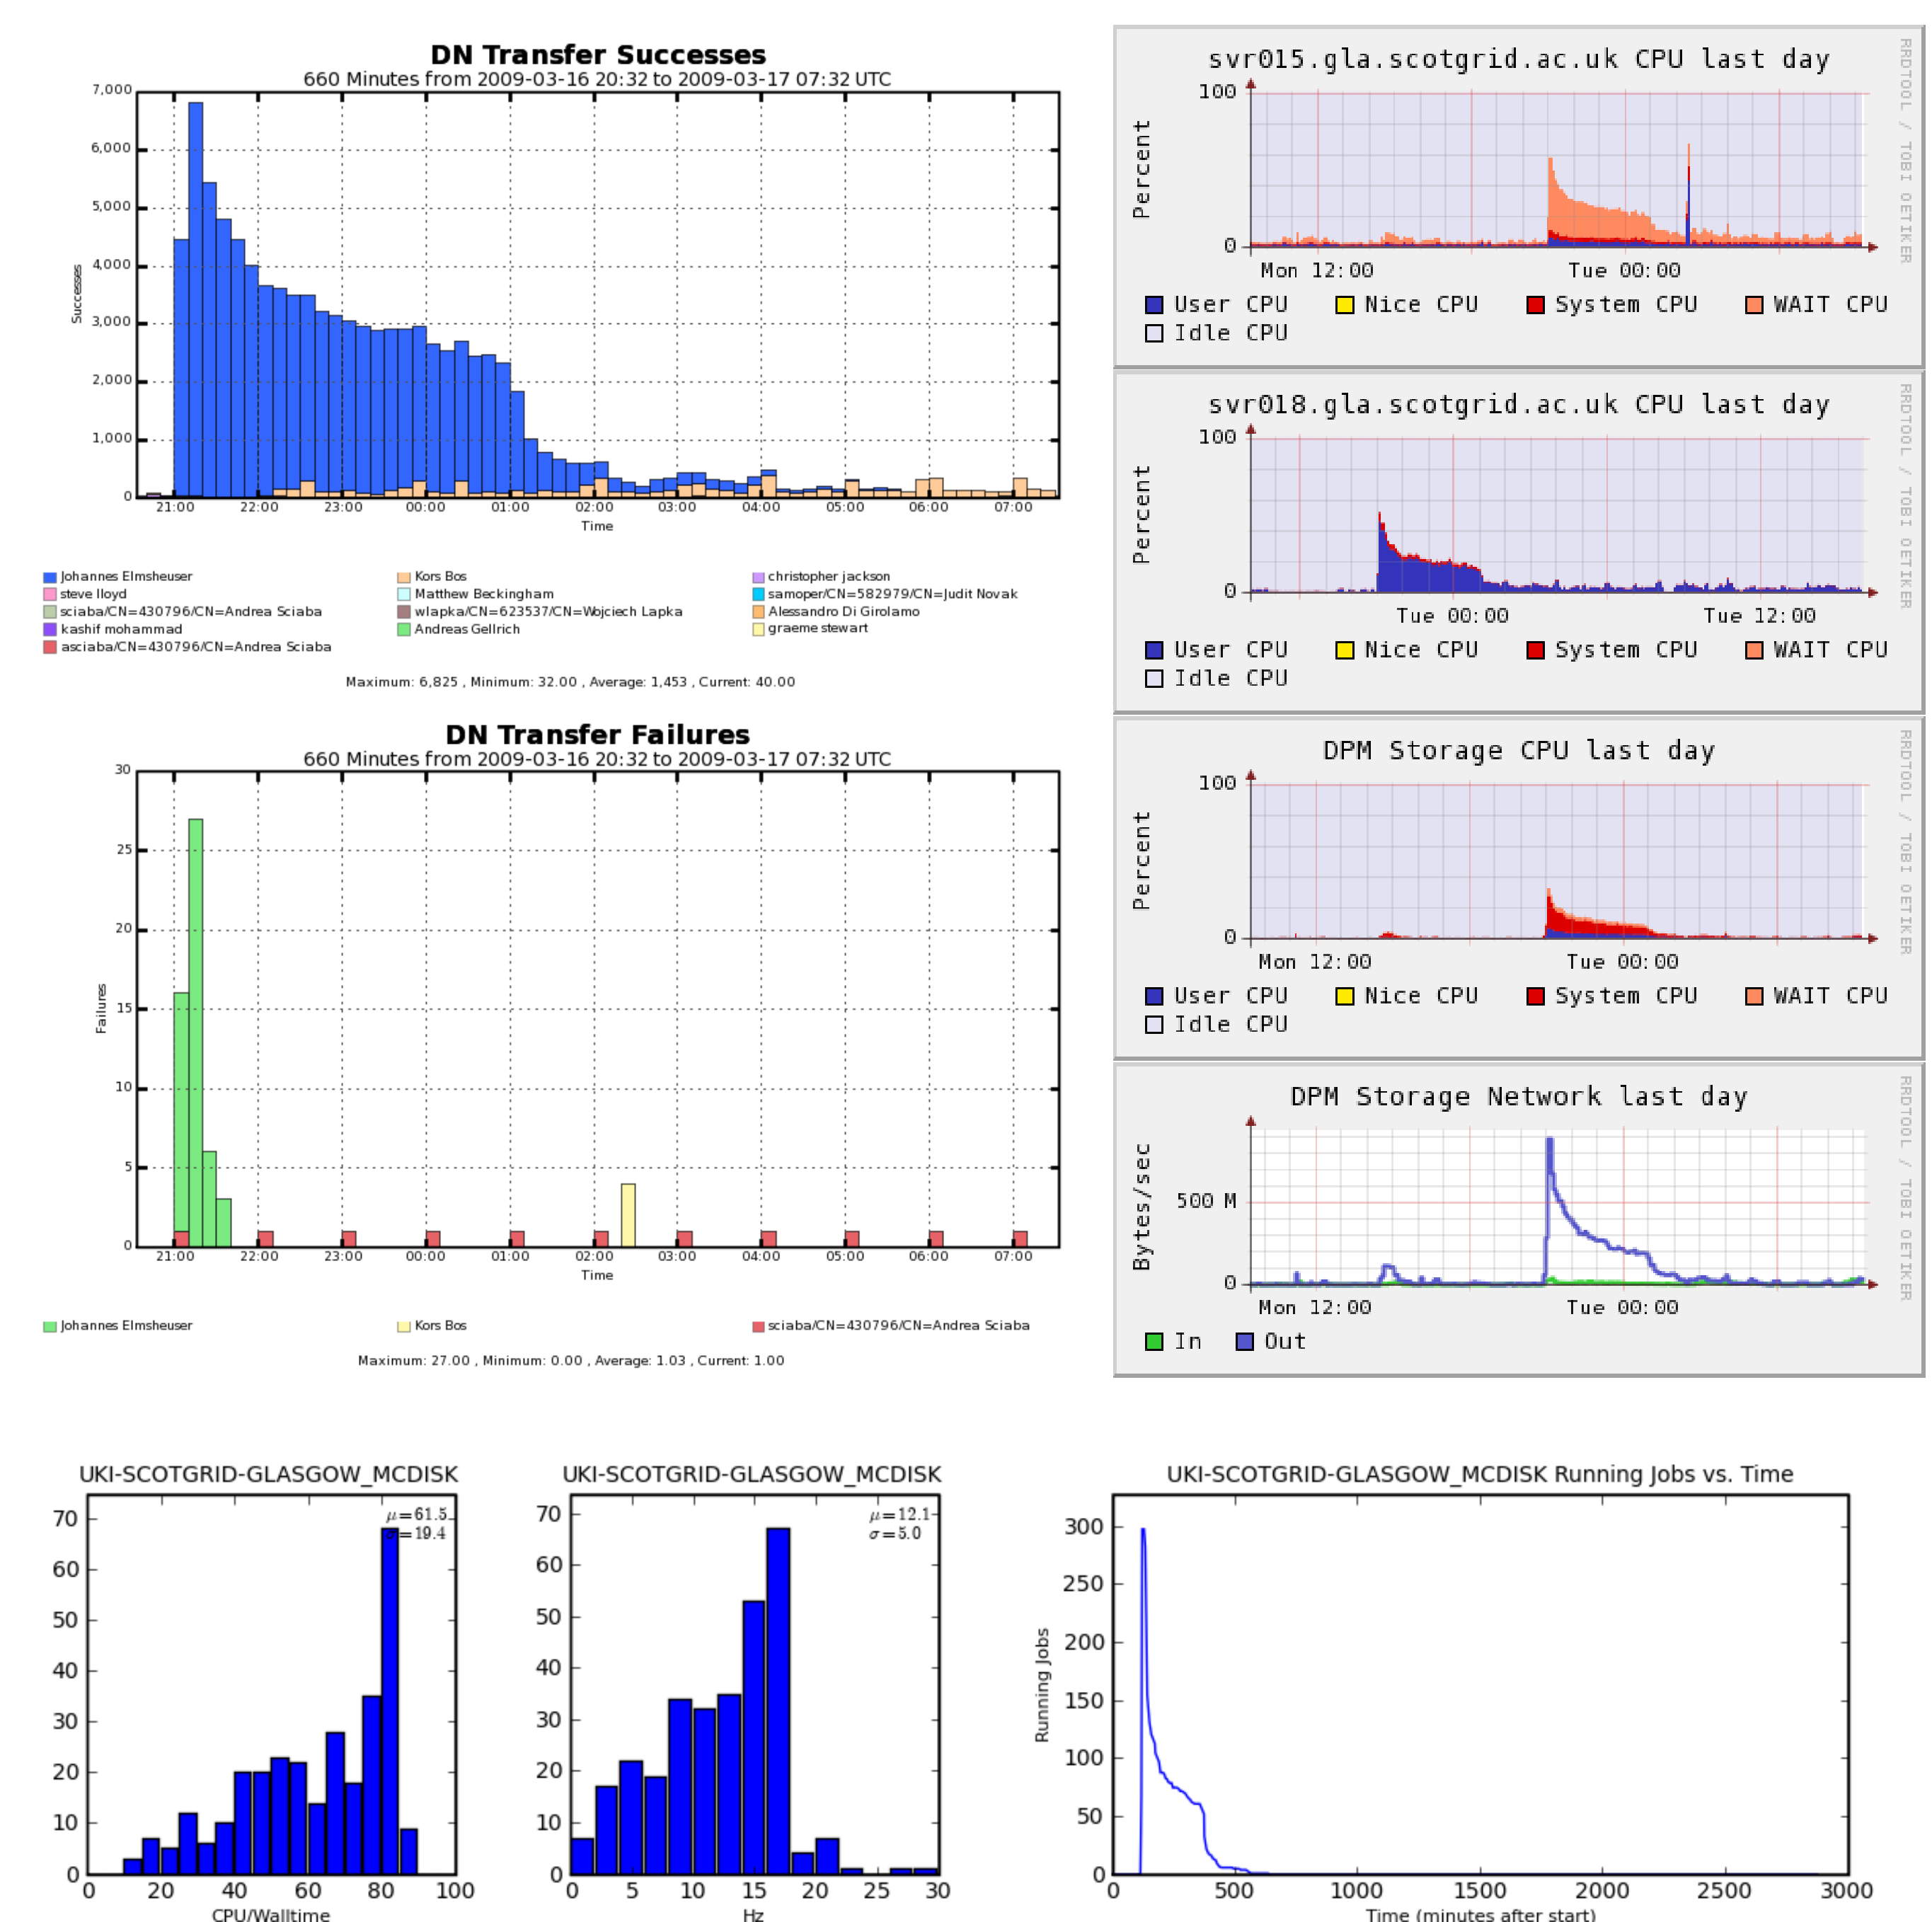 DN Transfer Successes
660 Minutes from 2009-03-16 20:32 to 2009-03-17 07:32 UTC
7,000
6,000
5,000
4,000
3,000
2,000
1,000
0
Successes
21:00 22:00 23:00 00:00 01:00 02:00 03:00 04:00 05:00 06:00 07:00
Time
Johannes Elmsheuser Kors Bos christopher jackson
steve lloyd Matthew Beckingham samoper/CN=582979/CN=Judit Novak
sciaba/CN=430796/CN=Andrea Sciaba wlapka/CN=623537/CN=Wojciech Lapka Alessandro Di Girolamo
kashif mohammad Andreas Gellrich graeme stewart
asciaba/CN=430796/CN=Andrea Sciaba
Maximum: 6,825 , Minimum: 32.00 , Average: 1,453 , Current: 40.00
DN Transfer Failures
660 Minutes from 2009-03-16 20:32 to 2009-03-17 07:32 UTC
30
25
20
15
10
5
0
Failures
21:00 22:00 23:00 00:00 01:00 02:00 03:00 04:00 05:00 06:00 07:00
Time
Johannes Elmsheuser Kors Bos sciaba/CN=430796/CN=Andrea Sciaba
Maximum: 27.00 , Minimum: 0.00 , Average: 1.03 , Current: 1.00
svr015.gla.scotgrid.ac.uk CPU last day
RRDTOOL / TOBI OETIKER
100
0
Percent
Mon 12:00 Tue 00:00
User CPU Nice CPU System CPU WAIT CPU
Idle CPU
svr018.gla.scotgrid.ac.uk CPU last day
RRDTOOL / TOBI OETIKER
100
0
Percent
Tue 00:00 Tue 12:00
User CPU Nice CPU System CPU WAIT CPU
Idle CPU
DPM Storage CPU last day
RRDTOOL / TOBI OETIKER
100
0
Percent
Mon 12:00 Tue 00:00
User CPU Nice CPU System CPU WAIT CPU
Idle CPU
DPM Storage Network last day
RRDTOOL / TOBI OETIKER
500 M
0
Bytes/sec
Mon 12:00 Tue 00:00
In Out
UKI-SCOTGRID-GLASGOW_MCDISK
μ=61.5
σ=19.4
70
60
50
40
30
20
10
0
0 20 40 60 80 100
CPU/Walltime
UKI-SCOTGRID-GLASGOW_MCDISK
μ=12.1
σ=5.0
70
60
50
40
30
20
10
0
0 5 10 15 20 25 30
Hz
UKI-SCOTGRID-GLASGOW_MCDISK Running Jobs vs. Time
300
250
200
150
100
50
0
Running Jobs
0 500 1000 1500 2000 2500 3000
Time (minutes after start)